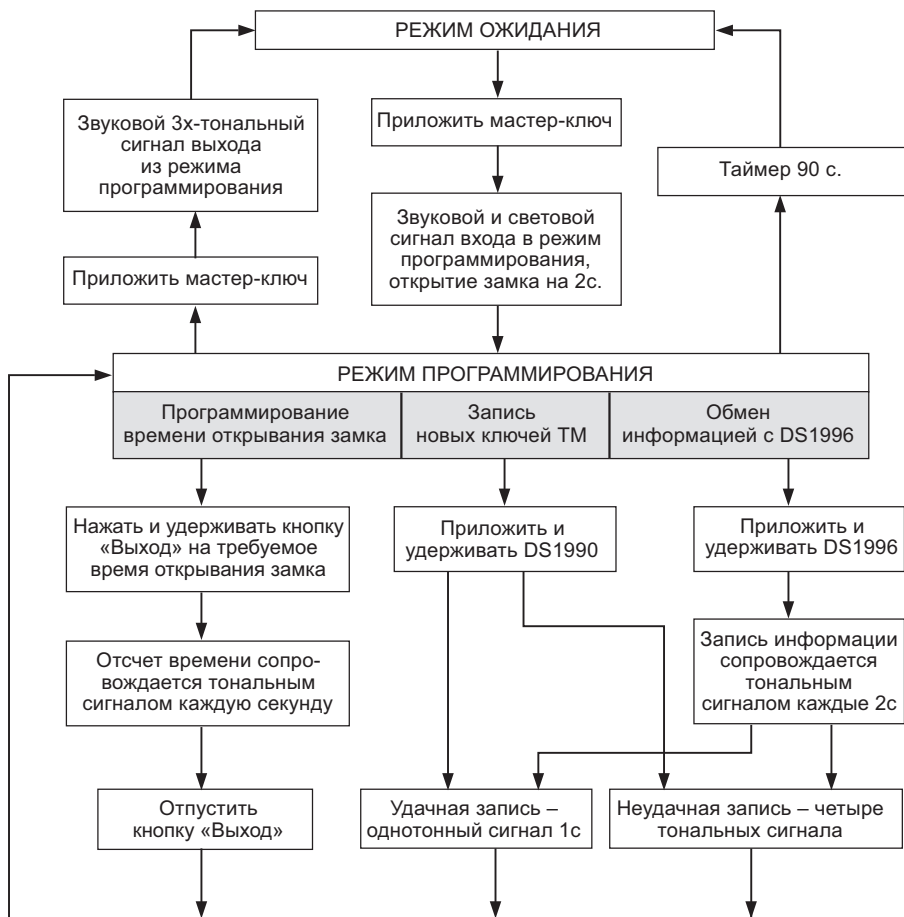 РЕЖИМ ОЖИДАНИЯ
Звуковой 3х-тональный
сигнал выхода
из режима
программирования
Приложить мастер-ключ
Таймер 90 с.
Звуковой и световой
сигнал входа в режим
программирования,
открытие замка на 2с.
Приложить мастер-ключ
РЕЖИМ ПРОГРАММИРОВАНИЯ
Программирование
времени открывания замка
Запись
новых ключей ТМ
Обмен
информацией с DS1996
Нажать и удерживать кнопку
«Выход» на требуемое
время открывания замка
Приложить и
удерживать DS1990
Приложить и
удерживать DS1996
Отсчет времени сопро-
вождается тональным
сигналом каждую секунду
Запись информации
сопровождается
тональным
сигналом каждые 2с
Отпустить
кнопку «Выход»
Удачная запись –
однотонный сигнал 1с
Неудачная запись – четыре
тональных сигнала